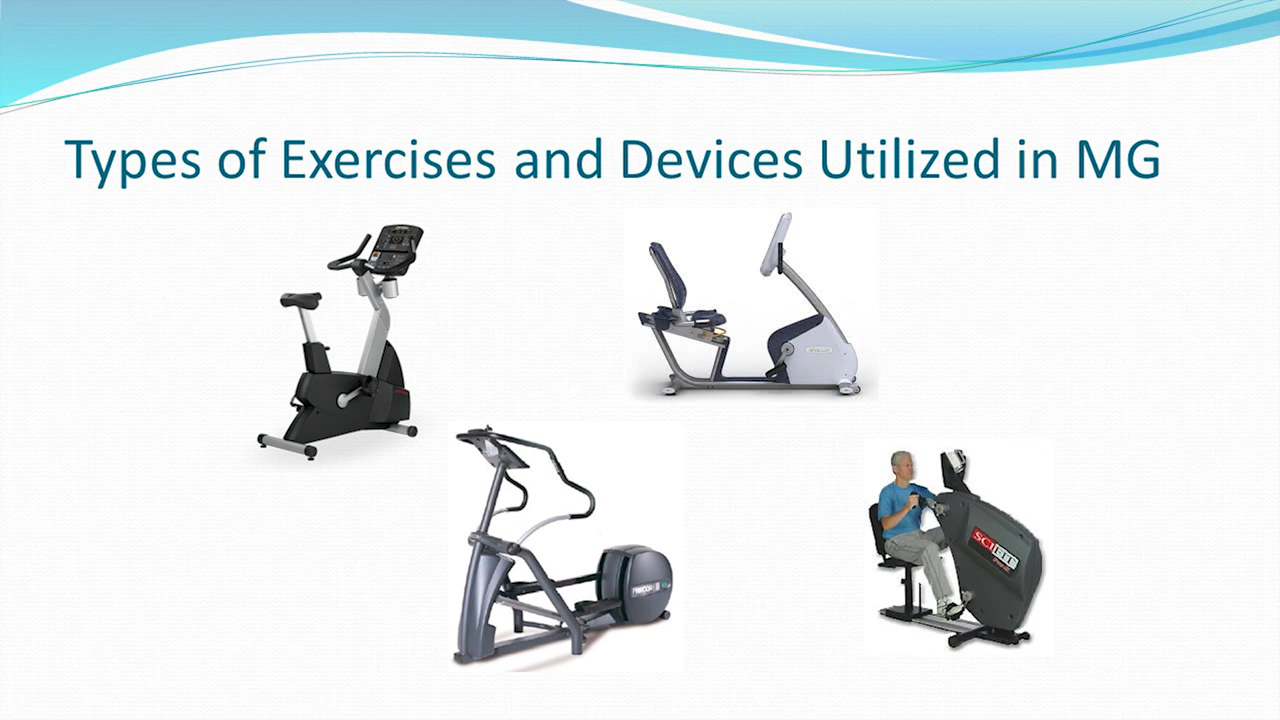 Types of Exercises and Devices Utilized in MG
SCIFIT